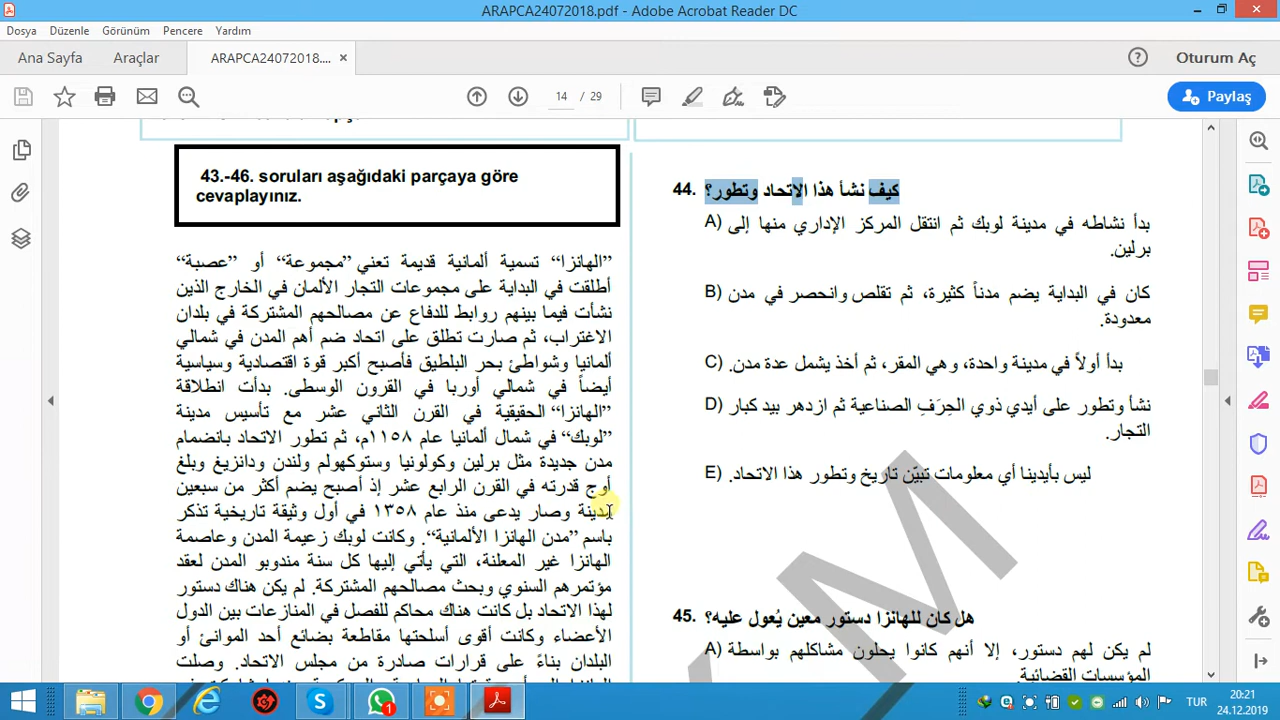 ARAPCA24072018.pdf - Adobe Acrobat Reader DC
Dosya Düzenle Görünüm Pencere Yardım
Ana Sayfa Araçlar ARAPCA24072018.... × Oturum Aç
14 / 29 Paylaş
43.-46. soruları aşağıdaki parçaya göre
cevaplayınız.
”الهانزا“ تسمية ألمانية قديمة تعني ”مجموعة“ أو ”عصبة“
أطلقت في البداية على مجموعات التجار الألمان في الخارج الذين
نشأت فيما بينهم روابط للدفاع عن مصالحهم المشتركة في بلدان
الاغتراب، ثم صارت تطلق على اتحاد ضم أهم المدن في شمالي
ألمانيا وشواطئ بحر البلطيق فأصبح أكبر قوة اقتصادية وسياسية
أيضاً في شمالي أوربا في القرون الوسطى. بدأت انطلاقة
”الهانزا“ الحقيقية في القرن الثاني عشر مع تأسيس مدينة
”لوبك“ في شمال ألمانيا عام ١١٥٨م، ثم تطور الاتحاد بانضمام
مدن جديدة مثل برلين وكولونيا وستوكهولم ولندن ودانزيغ وبلغ
أوج قدرته في القرن الرابع عشر إذ أصبح يضم أكثر من سبعين
مدينة وصار يدعى منذ عام ١٣٥٨ في أول وثيقة تاريخية تذكر
باسم ”مدن الهانزا الألمانية“. وكانت لوبك زعيمة المدن وعاصمة
الهانزا غير المعلنة، التي يأتي إليها كل سنة مندوبو المدن لعقد
مؤتمرهم السنوي وبحث مصالحهم المشتركة. لم يكن هناك دستور
لهذا الاتحاد بل كانت هناك محاكم للفصل في المنازعات بين الدول
الأعضاء وكانت أقوى أسلحتها مقاطعة بضائع أحد الموانئ أو
البلدان بناءً على قرارات صادرة من مجلس الاتحاد. وصلت
44. كيف نشأ هذا الاتحاد وتطور؟
A) بدأ نشاطه في مدينة لوبك ثم انتقل المركز الإداري منها إلى
برلين.
B) كان في البداية يضم مدناً كثيرة، ثم تقلص وانحصر في مدن
معدودة.
C) بدأ أولاً في مدينة واحدة، وهي المقر، ثم أخذ يشمل عدة مدن.
D) نشأ وتطور على أيدي ذوي الحِرَفِ الصناعية ثم ازدهر بيد كبار
التجار.
E) ليس بأيدينا أي معلومات تبيّن تاريخ وتطور هذا الاتحاد.
45. هل كان للهانزا دستور معين يُعول عليه؟
A) لم يكن لهم دستور، إلا أنهم كانوا يحلون مشاكلهم بواسطة
المؤسسات القضائية
TUR
20:21
24.12.2019